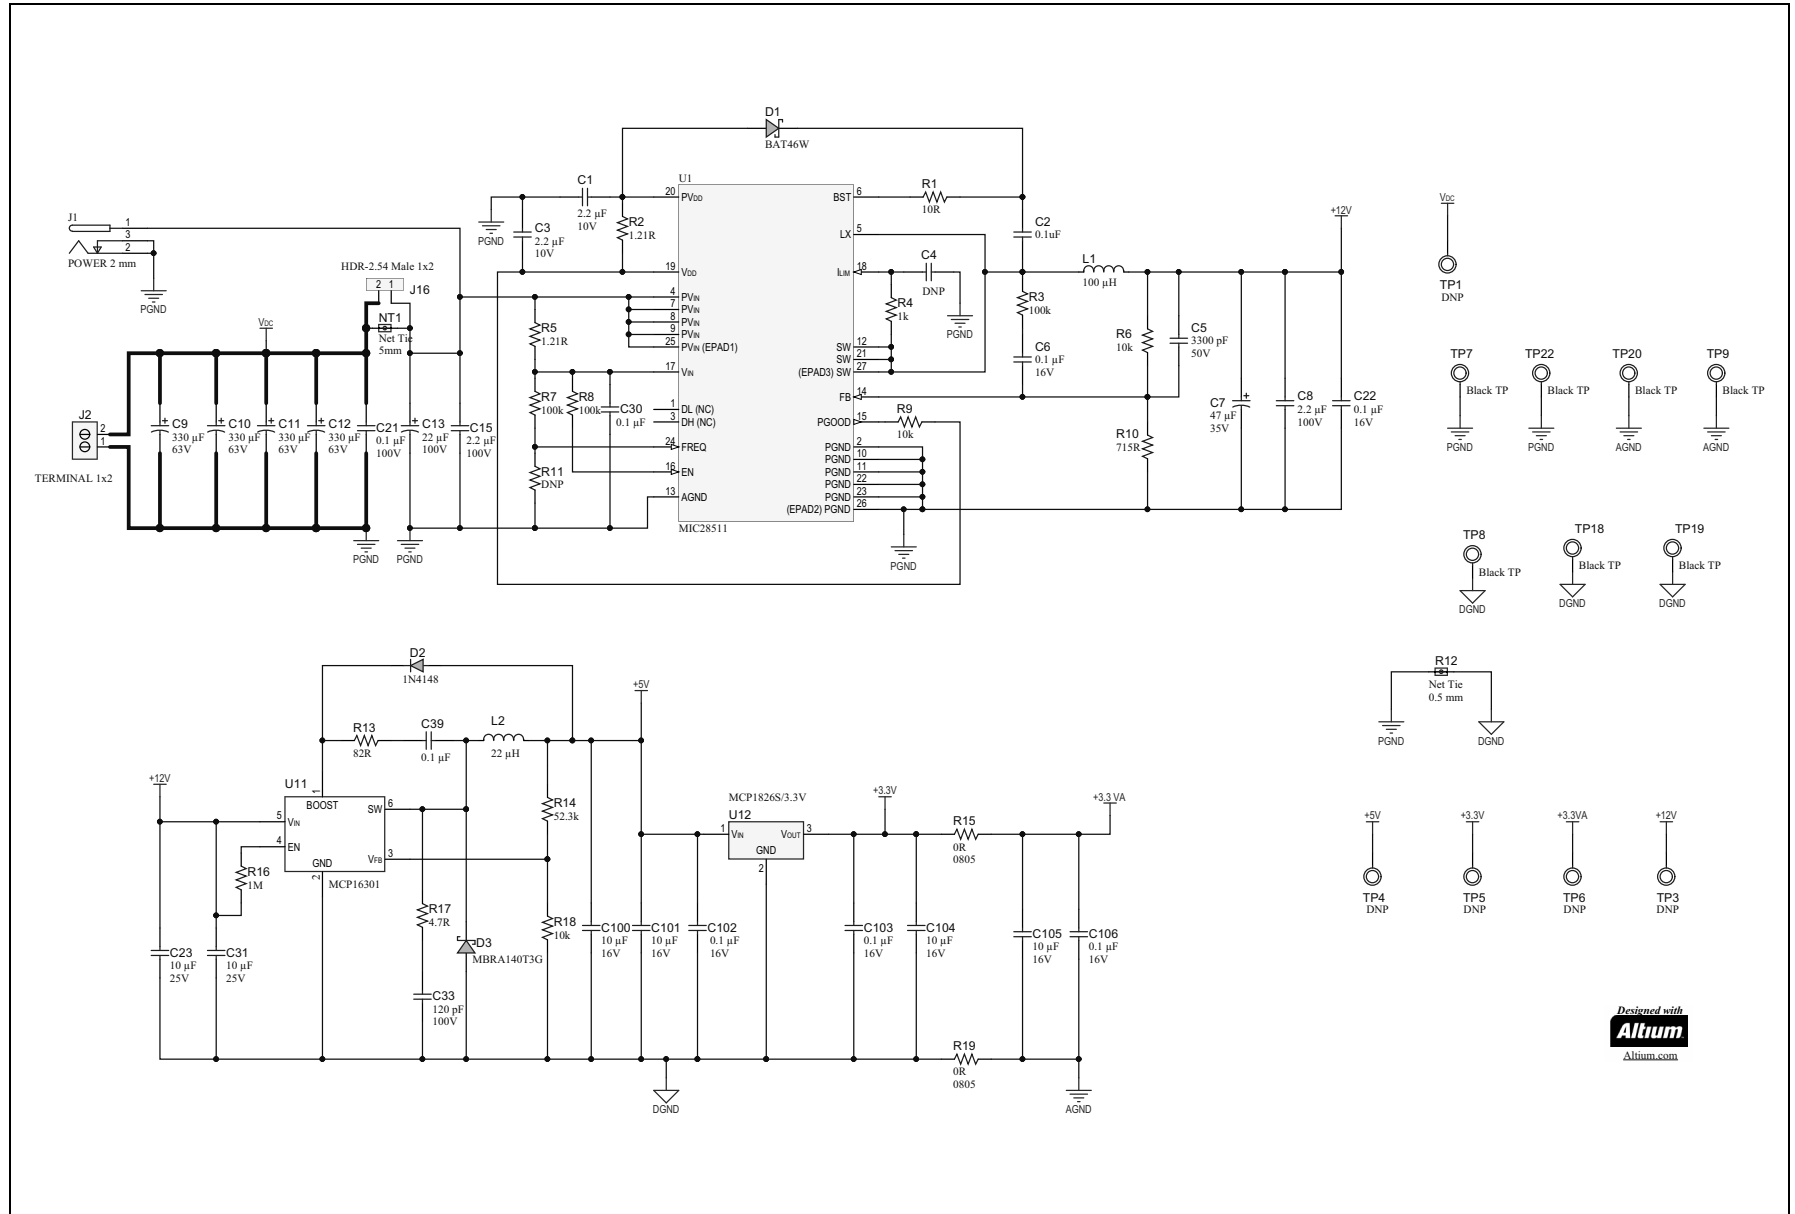 D1
BAT46W
C1
2.2 µF
10V
C3
2.2 µF
10V
PGND
R2
1.21R
U1
20 PVDD
19 VDD
4 PVIN
7 PVIN
8 PVIN
9 PVIN
25 PVIN (EPAD1)
17 VIN
1 DL (NC)
3 DH (NC)
24 FREQ
16 EN
13 AGND
BST 6
LX 5
ILIM 18
SW 12
SW 21
(EPAD3) SW 27
FB 14
PGOOD 15
PGND 2
PGND 10
PGND 11
PGND 22
PGND 23
(EPAD2) PGND 26
MIC28511
R1
10R
C2
0.1uF
C4
DNP
PGND
R4
1k
L1
100 µH
R3
100k
C6
0.1 µF
16V
R6
10k
C5
3300 pF
50V
R9
10k
R10
715R
C7
47 µF
35V
C8
2.2 µF
100V
C22
0.1 µF
16V
+12V
PGND
J1
1
3
2
POWER 2 mm
PGND
HDR-2.54 Male 1x2
2 1
J16
NT1
Net Tie
5mm
VDC
J2
2
1
TERMINAL 1x2
C9
330 µF
63V
C10
330 µF
63V
C11
330 µF
63V
C12
330 µF
63V
C21
0.1 µF
100V
C13
22 µF
100V
C15
2.2 µF
100V
R5
1.21R
R7
100k
R8
100k
C30
0.1 µF
R11
DNP
PGND
PGND
VDC
TP1
DNP
TP7
Black TP
PGND
TP22
Black TP
PGND
TP20
Black TP
AGND
TP9
Black TP
AGND
TP8
Black TP
DGND
TP18
Black TP
DGND
TP19
Black TP
DGND
R12
Net Tie
0.5 mm
PGND
DGND
D2
1N4148
R13
82R
C39
0.1 µF
L2
22 µH
+5V
+12V
U11
1
BOOST
5 VIN
4 EN
GND
2
SW 6
VFB 3
MCP16301
R16
1M
C23
10 µF
25V
C31
10 µF
25V
R17
4.7R
C33
120 pF
100V
D3
MBRA140T3G
R14
52.3k
R18
10k
C100
10 µF
16V
C101
10 µF
16V
C102
0.1 µF
16V
MCP1826S/3.3V
U12
1 VIN
VOUT 3
GND
2
+3.3V
C103
0.1 µF
16V
C104
10 µF
16V
R15
0R
0805
+3.3 VA
C105
10 µF
16V
C106
0.1 µF
16V
R19
0R
0805
DGND
AGND
+5V
TP4
DNP
+3.3V
TP5
DNP
+3.3VA
TP6
DNP
+12V
TP3
DNP
Designed with
Altium
Altium.com